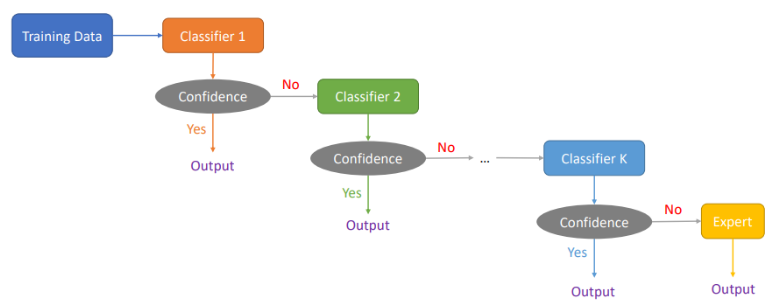 Training Data
Classifier 1
Confidence
No
Classifier 2
Yes
Output
Confidence
No
...
Classifier K
Yes
Output
Confidence
No
Expert
Yes
Output
Output